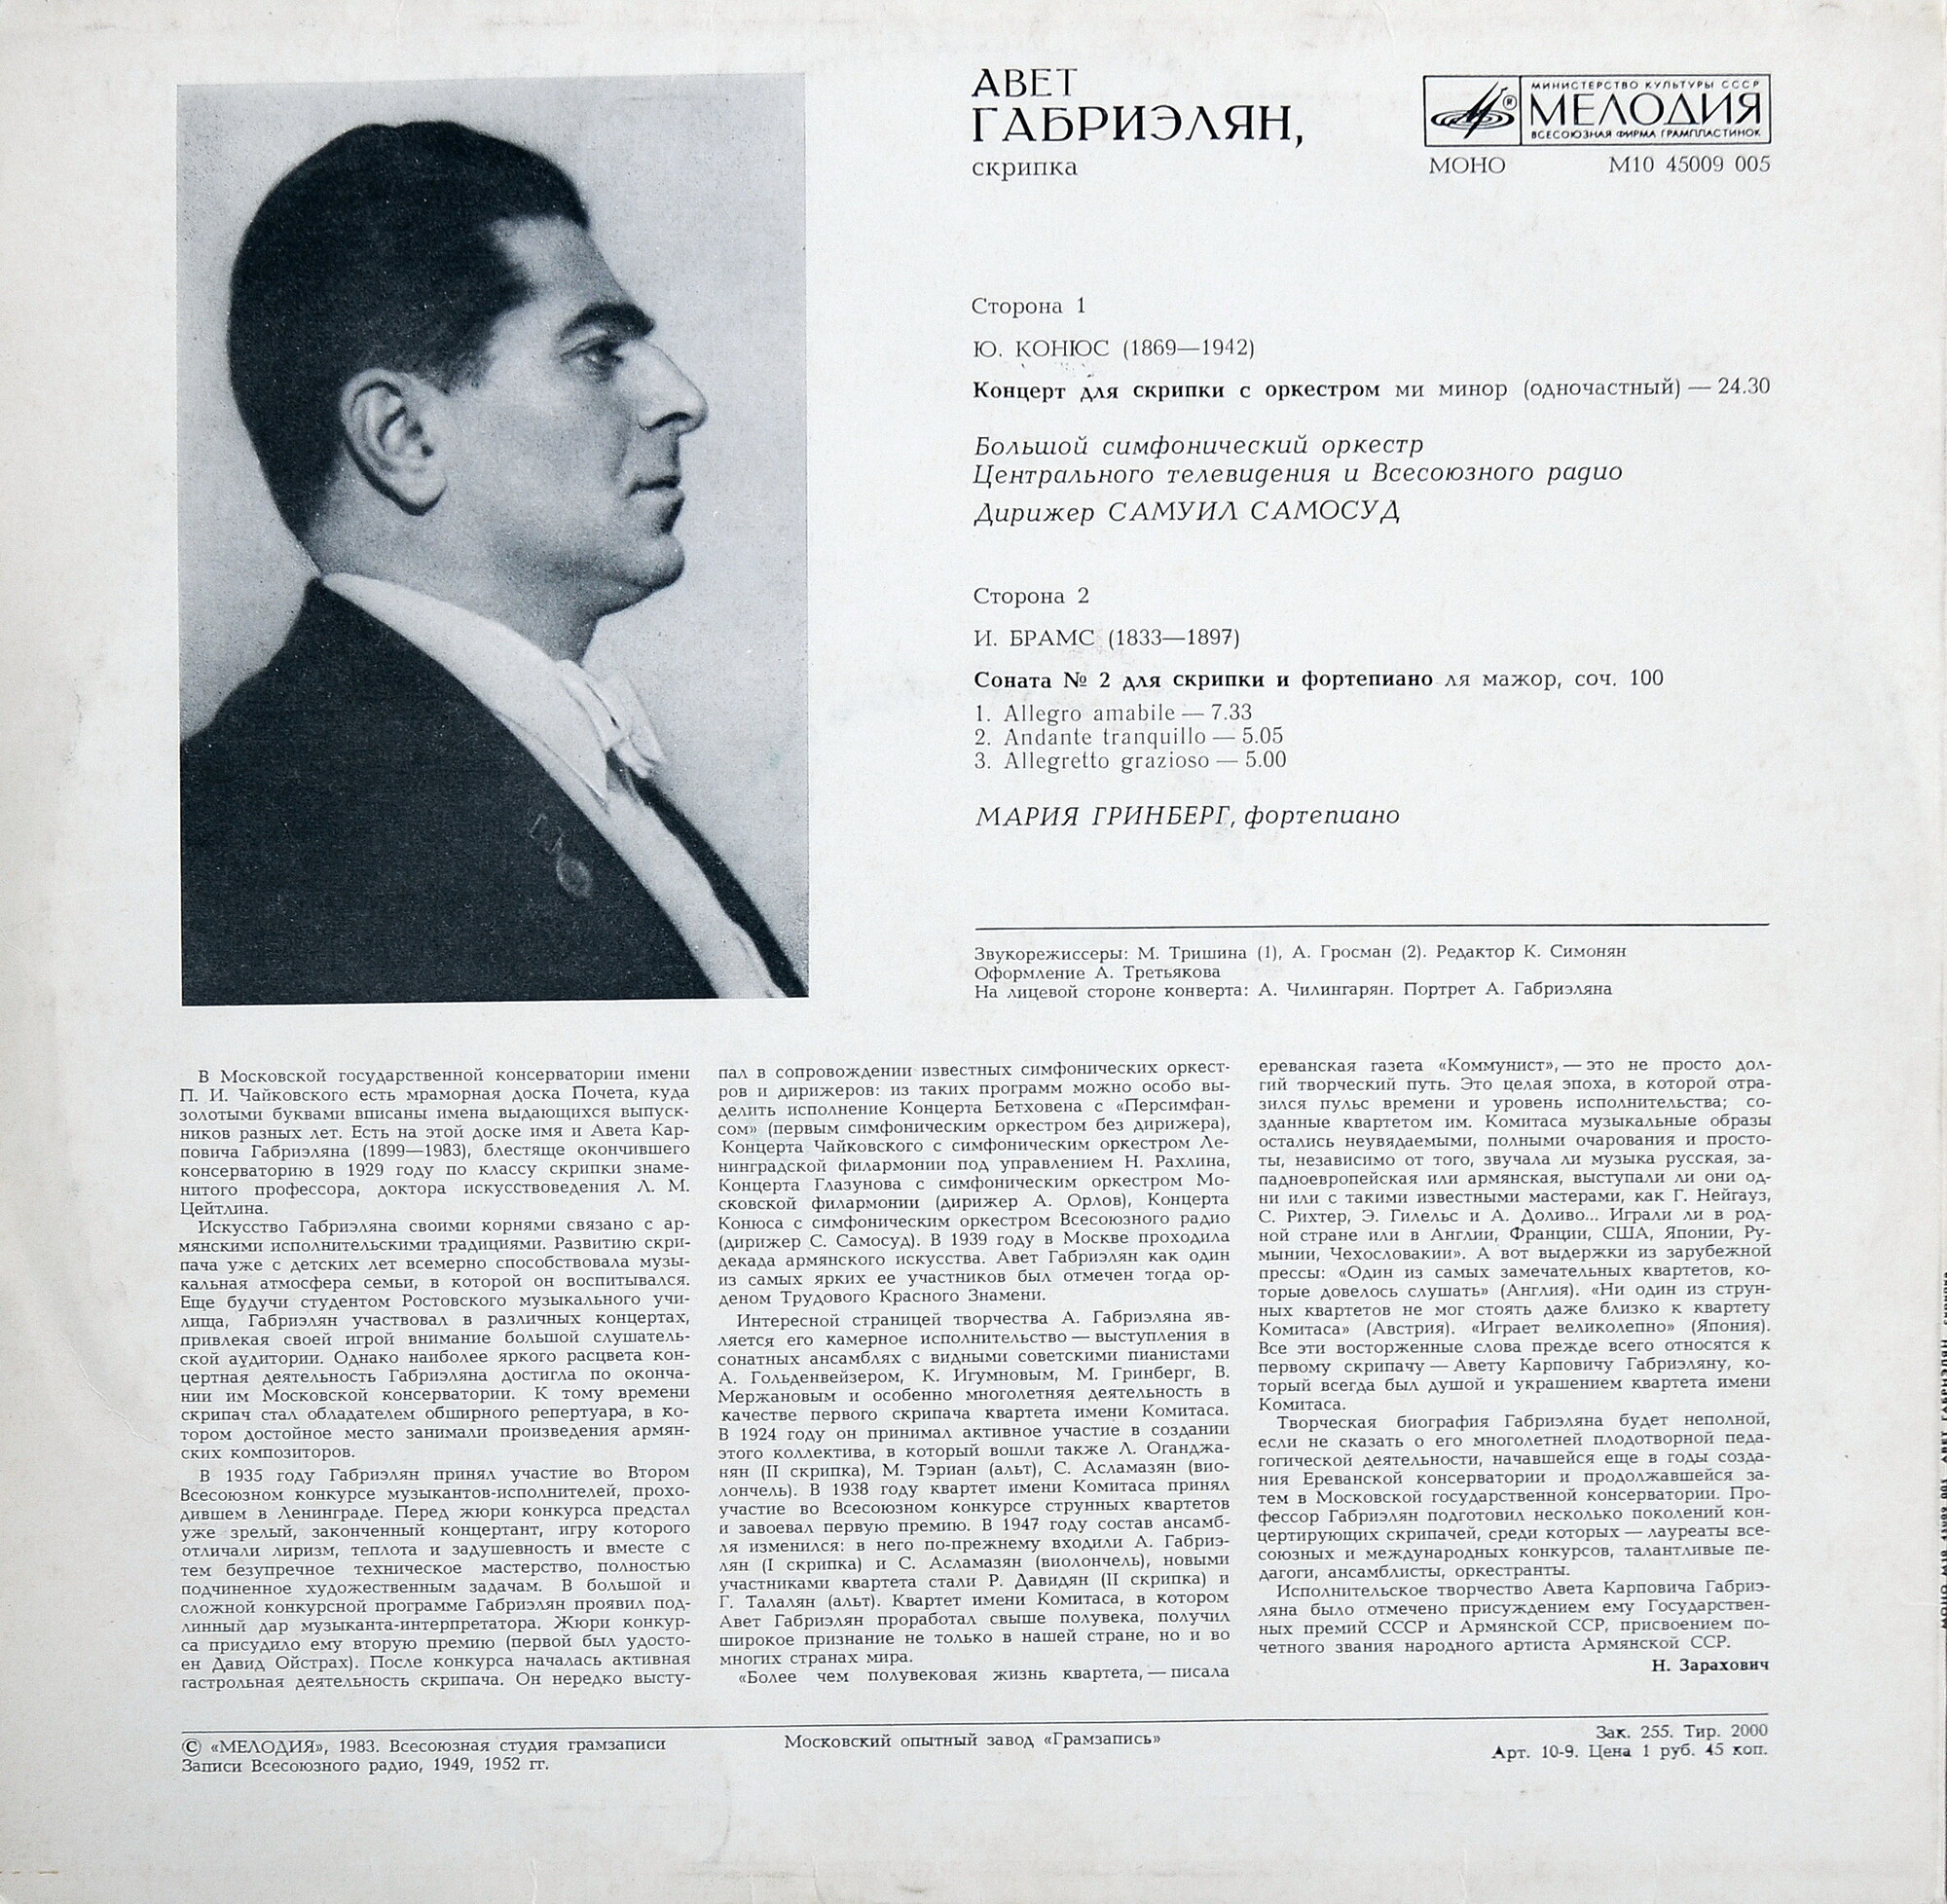 АВЕТ
ГАБРИЭЛЯН,
скрипка
МИНИСТЕРСТВО КУЛЬТУРЫ СССР
МЕЛОДИЯ
ВСЕСОЮЗНАЯ ФИРМА ГРАМПЛАСТИНОК
МОНО М10 45009 005
Сторона 1
Ю. КОНЮС (1869—1942)
Концерт для скрипки с оркестром ми минор (одночастный) — 24.30
Большой симфонический оркестр
Центрального телевидения и Всесоюзного радио
Дирижер САМУИЛ САМОСУД
Сторона 2
И. БРАМС (1833—1897)
Соната № 2 для скрипки и фортепиано ля мажор, соч. 100
1. Allegro amabile — 7.33
2. Andante tranquillo — 5.05
3. Allegretto grazioso — 5.00
МАРИЯ ГРИНБЕРГ, фортепиано
Звукорежиссеры: М. Тришина (1), А. Гросман (2). Редактор К. Симонян
Оформление А. Третьякова
На лицевой стороне конверта: А. Чилингарян. Портрет А. Габриэляна
В Московской государственной консерватории имени
П. И. Чайковского есть мраморная доска Почета, куда
золотыми буквами вписаны имена выдающихся выпуск-
ников разных лет. Есть на этой доске имя и Авета Кар-
повича Габриэляна (1899—1983), блестяще окончившего
консерваторию в 1929 году по классу скрипки знаме-
нитого профессора, доктора искусствоведения Л. М.
Цейтлина.
Искусство Габриэляна своими корнями связано с ар-
мянскими исполнительскими традициями. Развитию скри-
пача уже с детских лет всемерно способствовала музы-
кальная атмосфера семьи, в которой он воспитывался.
Еще будучи студентом Ростовского музыкального учи-
лища, Габриэлян участвовал в различных концертах,
привлекая своей игрой внимание большой слушатель-
ской аудитории. Однако наиболее яркого расцвета кон-
цертная деятельность Габриэляна достигла по оконча-
нии им Московской консерватории. К тому времени
скрипач стал обладателем обширного репертуара, в ко-
тором достойное место занимали произведения армян-
ских композиторов.
В 1935 году Габриэлян принял участие во Втором
Всесоюзном конкурсе музыкантов-исполнителей, прохо-
дившем в Ленинграде. Перед жюри конкурса предстал
уже зрелый, законченный концертант, игру которого
отличали лиризм, теплота и задушевность и вместе с
тем безупречное техническое мастерство, полностью
подчиненное художественным задачам. В большой и
сложной конкурсной программе Габриэлян проявил под-
линный дар музыканта-интерпретатора. Жюри конкур-
са присудило ему вторую премию (первой был удосто-
ен Давид Ойстрах). После конкурса началась активная
гастрольная деятельность скрипача. Он нередко высту-
пал в сопровождении известных симфонических оркест-
ров и дирижеров: из таких программ можно особо вы-
делить исполнение Концерта Бетховена с «Персимфан-
сом» (первым симфоническим оркестром без дирижера),
Концерта Чайковского с симфоническим оркестром Ле-
нинградской филармонии под управлением Н. Рахлина,
Концерта Глазунова с симфоническим оркестром Мо-
сковской филармонии (дирижер А. Орлов), Концерта
Конюса с симфоническим оркестром Всесоюзного радио
(дирижер С. Самосуд). В 1939 году в Москве проходила
декада армянского искусства. Авет Габриэлян как один
из самых ярких ее участников был отмечен тогда ор-
деном Трудового Красного Знамени.
Интересной страницей творчества А. Габриэляна яв-
ляется его камерное исполнительство — выступления в
сонатных ансамблях с видными советскими пианистами
А. Гольденвейзером, К. Игумновым, М. Гринберг, В.
Мержановым и особенно многолетняя деятельность в
качестве первого скрипача квартета имени Комитаса.
В 1924 году он принимал активное участие в создании
этого коллектива, в который вошли также Л. Оганджа-
нян (II скрипка), М. Тэриан (альт), С. Асламазян (вио-
лончель). В 1938 году квартет имени Комитаса принял
участие во Всесоюзном конкурсе струнных квартетов
и завоевал первую премию. В 1947 году состав ансамб-
ля изменился: в него по-прежнему входили А. Габриэ-
лян (I скрипка) и С. Асламазян (виолончель), новыми
участниками квартета стали Р. Давидян (II скрипка) и
Г. Талалян (альт). Квартет имени Комитаса, в котором
Авет Габриэлян проработал свыше полувека, получил
широкое признание не только в нашей стране, но и во
многих странах мира.
«Более чем полувековая жизнь квартета, — писала
ереванская газета «Коммунист», — это не просто дол-
гий творческий путь. Это целая эпоха, в которой отра-
зился пульс времени и уровень исполнительства; со-
зданные квартетом им. Комитаса музыкальные образы
остались неувядаемыми, полными очарования и просто-
ты, независимо от того, звучала ли музыка русская, за-
падноевропейская или армянская, выступали ли они од-
ни или с такими известными мастерами, как Г. Нейгауз,
С. Рихтер, Э. Гилельс и А. Доливо... Играли ли в род-
ной стране или в Англии, Франции, США, Японии, Ру-
мынии, Чехословакии». А вот выдержки из зарубежной
прессы: «Один из самых замечательных квартетов, ко-
торые довелось слушать» (Англия). «Ни один из струн-
ных квартетов не мог стоять даже близко к квартету
Комитаса» (Австрия). «Играет великолепно» (Япония).
Все эти восторженные слова прежде всего относятся к
первому скрипачу — Авету Карповичу Габриэляну, ко-
торый всегда был душой и украшением квартета имени
Комитаса.
Творческая биография Габриэляна будет неполной,
если не сказать о его многолетней плодотворной педа-
гогической деятельности, начавшейся еще в годы созда-
ния Ереванской консерватории и продолжавшейся за-
тем в Московской государственной консерватории. Про-
фессор Габриэлян подготовил несколько поколений кон-
цертирующих скрипачей, среди которых — лауреаты все-
союзных и международных конкурсов, талантливые пе-
дагоги, ансамблисты, оркестранты.
Исполнительское творчество Авета Карповича Габриэ-
ляна было отмечено присуждением ему Государствен-
ных премий СССР и Армянской ССР, присвоением по-
четного звания народного артиста Армянской ССР.
Н. Зарахович
© «МЕЛОДИЯ», 1983. Всесоюзная студия грамзаписи
Записи Всесоюзного радио, 1949, 1952 гг.
Московский опытный завод «Грамзапись»
Зак. 255. Тир. 2000
Арт. 10-9. Цена 1 руб. 45 коп.